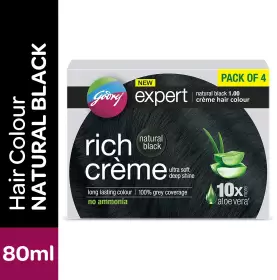 Hair Colour
NATURAL BLACK
80ml
Godrej
NEW
expert
natural black 1.00
crème hair colour
PACK OF 4
rich
crème
natural
black
ultra soft
deep shine
long lasting colour
100% grey coverage
no ammonia
10x
aloe vera